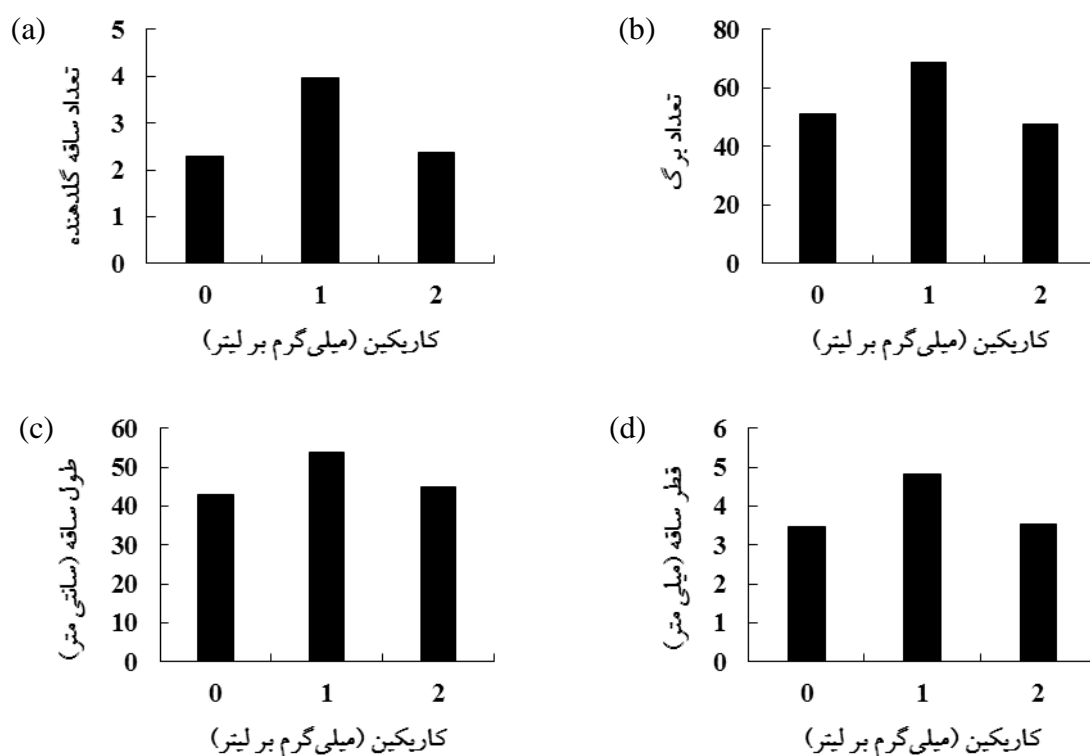 (a)
تعداد ساقه گلدهنده
5
4
3
2
1
0
0 1 2
کاریکین (میلی‌گرم بر لیتر)
(b)
تعداد برگ
80
60
40
20
0
0 1 2
کاریکین (میلی‌گرم بر لیتر)
(c)
طول ساقه (سانتی متر)
60
50
40
30
20
10
0
0 1 2
کاریکین (میلی‌گرم بر لیتر)
(d)
قطر ساقه (میلی متر)
6
5
4
3
2
1
0
0 1 2
کاریکین (میلی‌گرم بر لیتر)